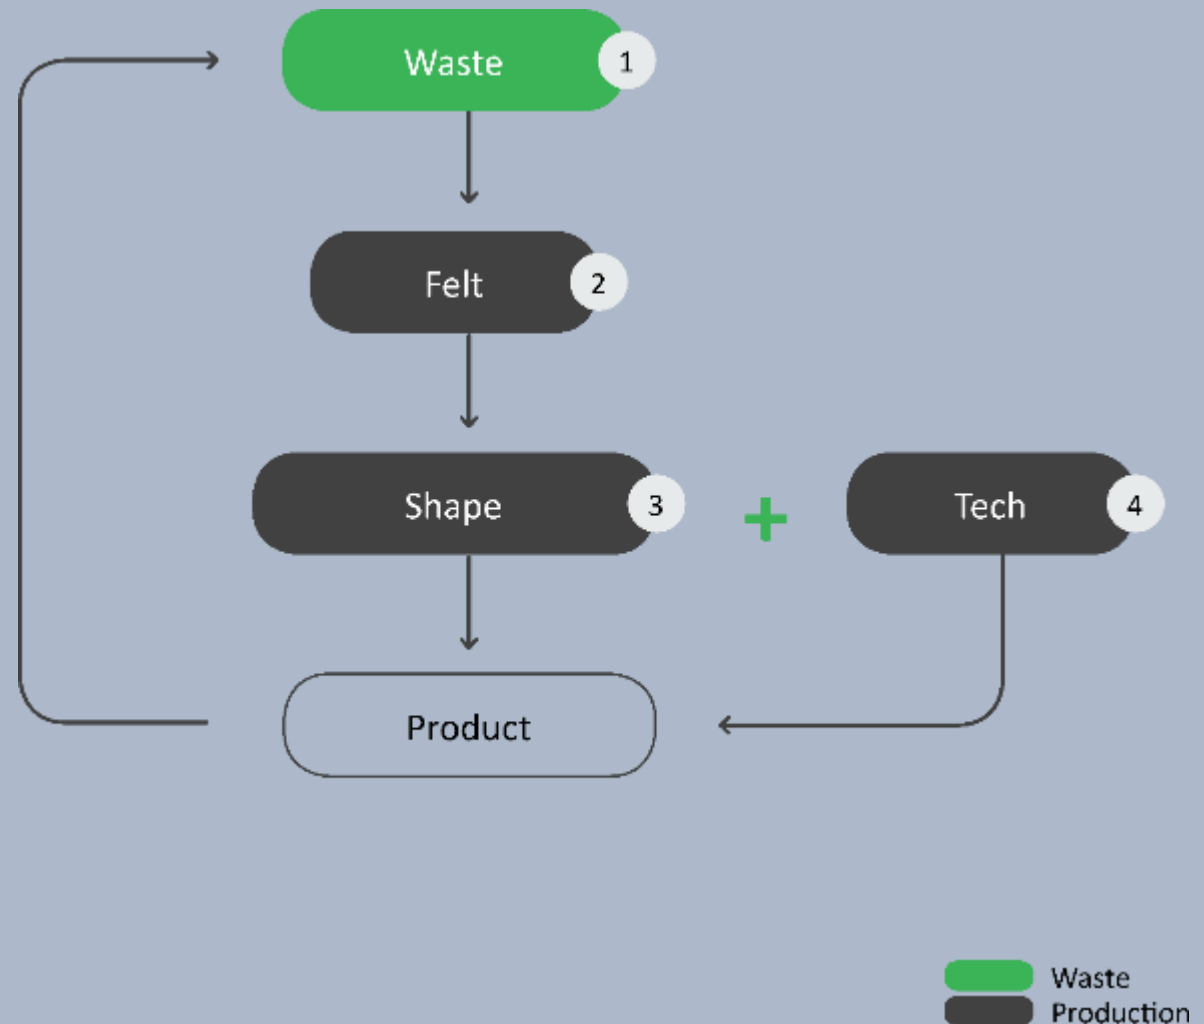 Waste 1
Felt 2
Shape 3 + Tech 4
Product
Waste
Production